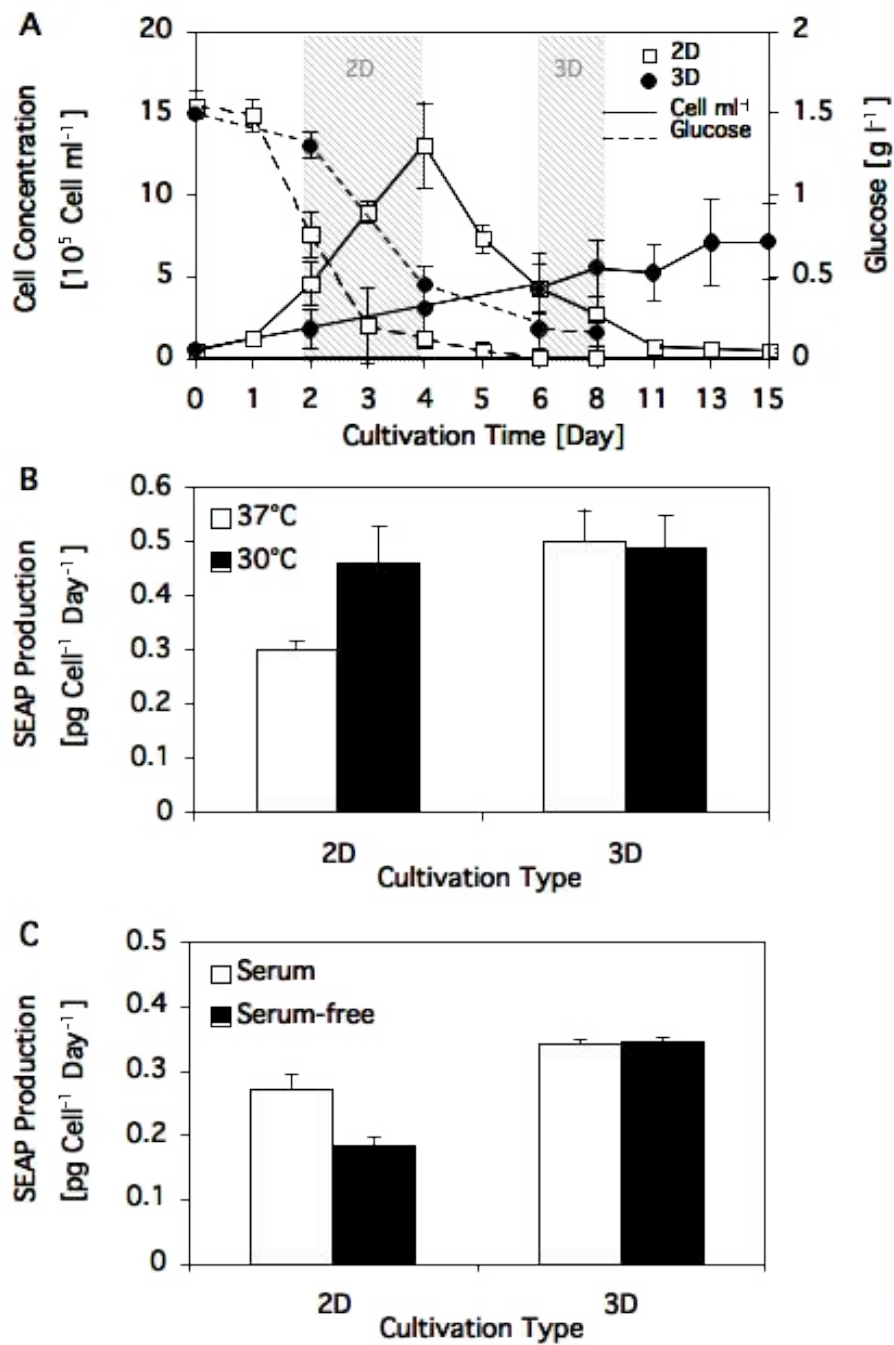 A
20
15
10
5
0
Cell Concentration
[10⁵ Cell ml⁻¹]
2D
3D
2D
3D
Cell ml⁻¹
Glucose
2
1.5
1
0.5
0
Glucose [g l⁻¹]
0 1 2 3 4 5 6 8 11 13 15
Cultivation Time [Day]
B
0.6
0.5
0.4
0.3
0.2
0.1
0
SEAP Production
[pg Cell⁻¹ Day⁻¹]
37°C
30°C
2D 3D
Cultivation Type
C
0.5
0.4
0.3
0.2
0.1
0
SEAP Production
[pg Cell⁻¹ Day⁻¹]
Serum
Serum-free
2D 3D
Cultivation Type